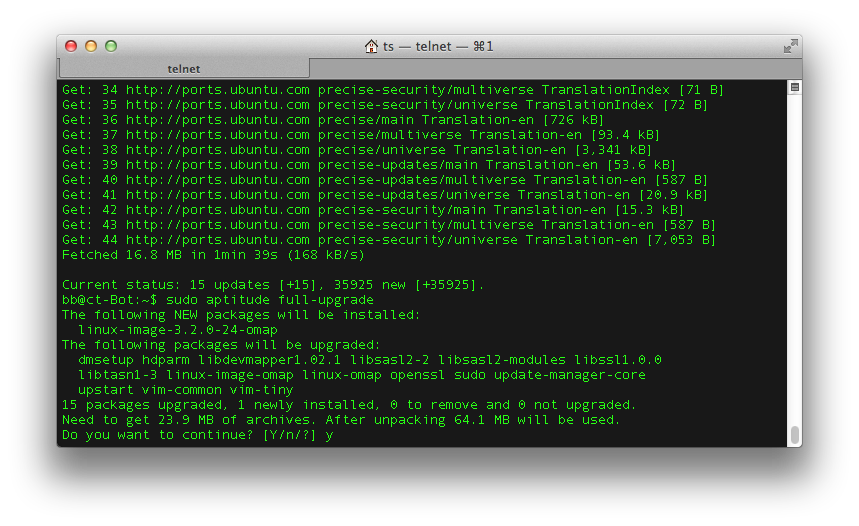 ts — telnet — ⌘1
telnet
Get: 34 http://ports.ubuntu.com precise-security/multiverse TranslationIndex [71 B]
Get: 35 http://ports.ubuntu.com precise-security/universe TranslationIndex [72 B]
Get: 36 http://ports.ubuntu.com precise/main Translation-en [726 kB]
Get: 37 http://ports.ubuntu.com precise/multiverse Translation-en [93.4 kB]
Get: 38 http://ports.ubuntu.com precise/universe Translation-en [3,341 kB]
Get: 39 http://ports.ubuntu.com precise-updates/main Translation-en [53.6 kB]
Get: 40 http://ports.ubuntu.com precise-updates/multiverse Translation-en [587 B]
Get: 41 http://ports.ubuntu.com precise-updates/universe Translation-en [20.9 kB]
Get: 42 http://ports.ubuntu.com precise-security/main Translation-en [15.3 kB]
Get: 43 http://ports.ubuntu.com precise-security/multiverse Translation-en [587 B]
Get: 44 http://ports.ubuntu.com precise-security/universe Translation-en [7,053 B]
Fetched 16.8 MB in 1min 39s (168 kB/s)
Current status: 15 updates [+15], 35925 new [+35925].
bb@ct-Bot:~$ sudo aptitude full-upgrade
The following NEW packages will be installed:
linux-image-3.2.0-24-omap
The following packages will be upgraded:
dmsetup hdparm libdevmapper1.02.1 libsasl2-2 libsasl2-modules libssl1.0.0
libtasn1-3 linux-image-omap linux-omap openssl sudo update-manager-core
upstart vim-common vim-tiny
15 packages upgraded, 1 newly installed, 0 to remove and 0 not upgraded.
Need to get 23.9 MB of archives. After unpacking 64.1 MB will be used.
Do you want to continue? [Y/n/?] y